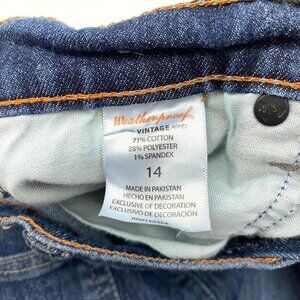 Weatherproof
VINTAGE
71% COTTON
28% POLYESTER
1% SPANDEX
14
MADE IN PAKISTAN
HECHO EN PAKISTAN
EXCLUSIVE OF DECORATION
EXCLUSIVO DE DECORACIÓN